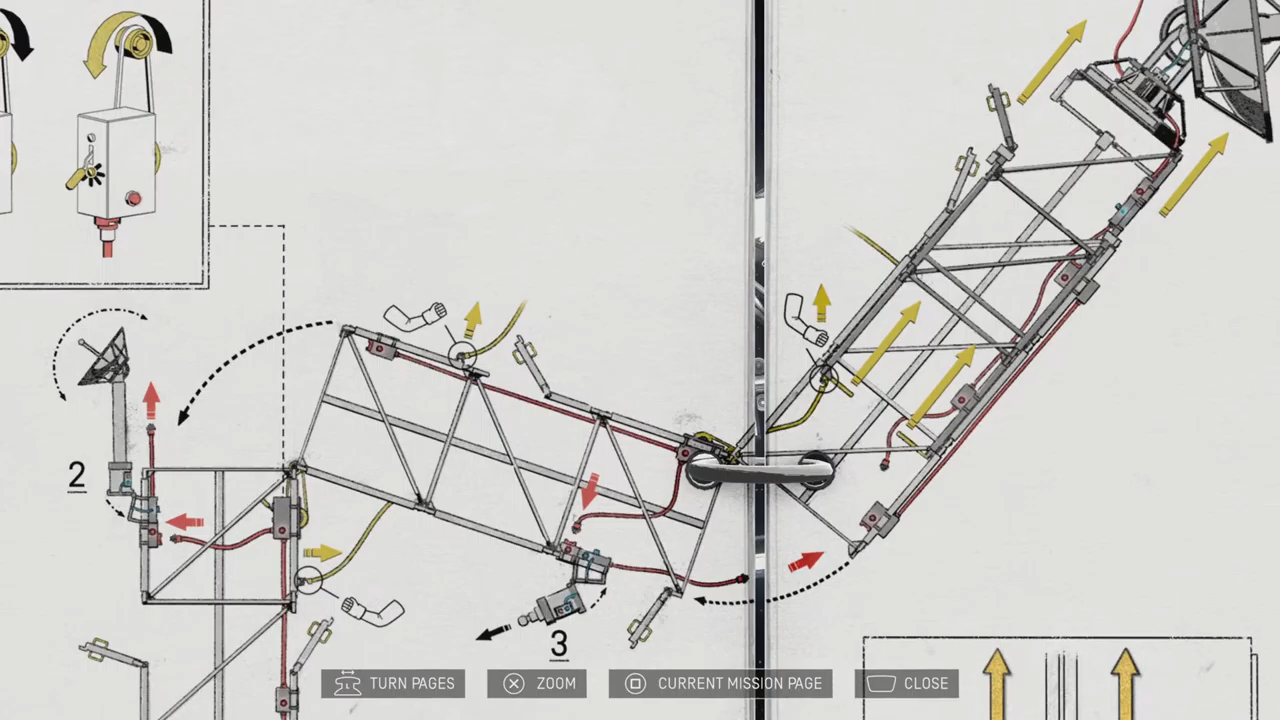 2
3
TURN PAGES
ZOOM
CURRENT MISSION PAGE
CLOSE